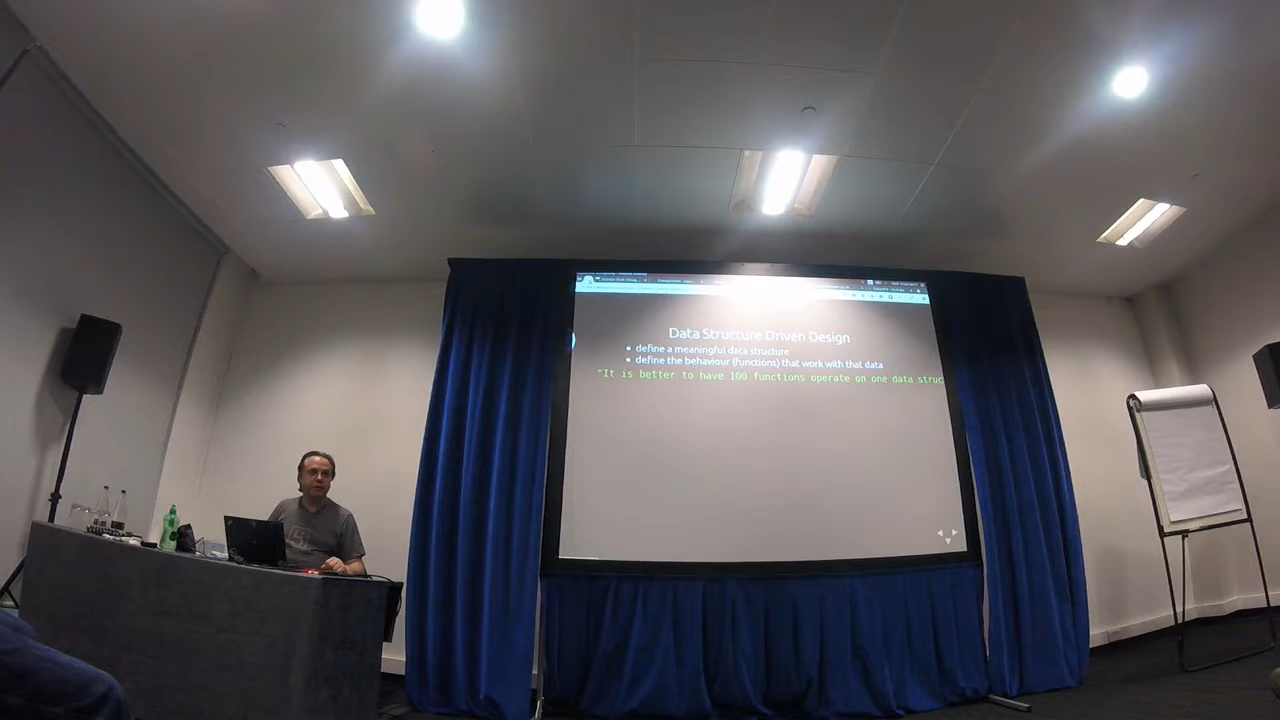 Data Structure Driven Design
define a meaningful data structure
define the behaviour (functions) that work with that data
"It is better to have 100 functions operate on one data struc